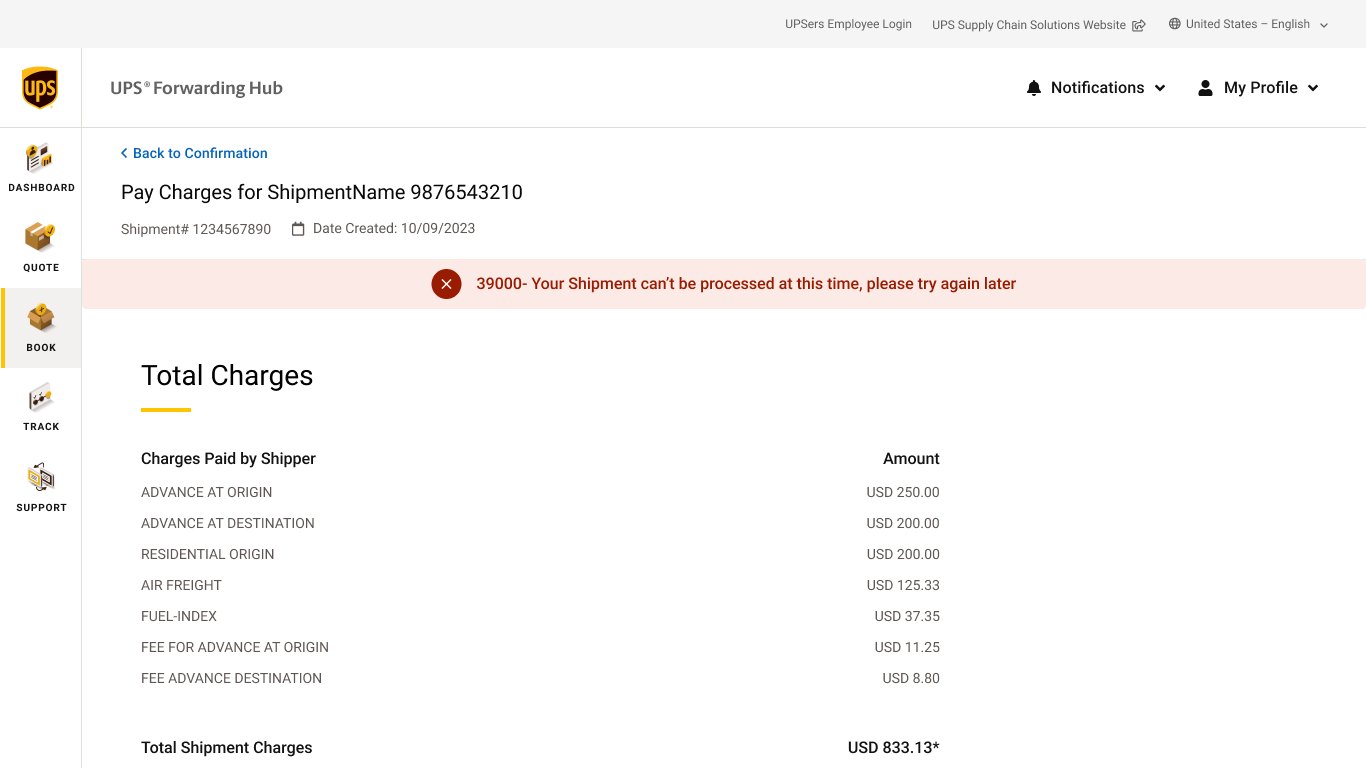 UPSers Employee Login
UPS Supply Chain Solutions Website
United States – English
ups
UPS® Forwarding Hub
Notifications
My Profile
DASHBOARD
QUOTE
BOOK
TRACK
SUPPORT
Back to Confirmation
Pay Charges for ShipmentName 9876543210
Shipment# 1234567890 Date Created: 10/09/2023
39000- Your Shipment can’t be processed at this time, please try again later
Total Charges
Charges Paid by Shipper Amount
ADVANCE AT ORIGIN USD 250.00
ADVANCE AT DESTINATION USD 200.00
RESIDENTIAL ORIGIN USD 200.00
AIR FREIGHT USD 125.33
FUEL-INDEX USD 37.35
FEE FOR ADVANCE AT ORIGIN USD 11.25
FEE ADVANCE DESTINATION USD 8.80
Total Shipment Charges USD 833.13*